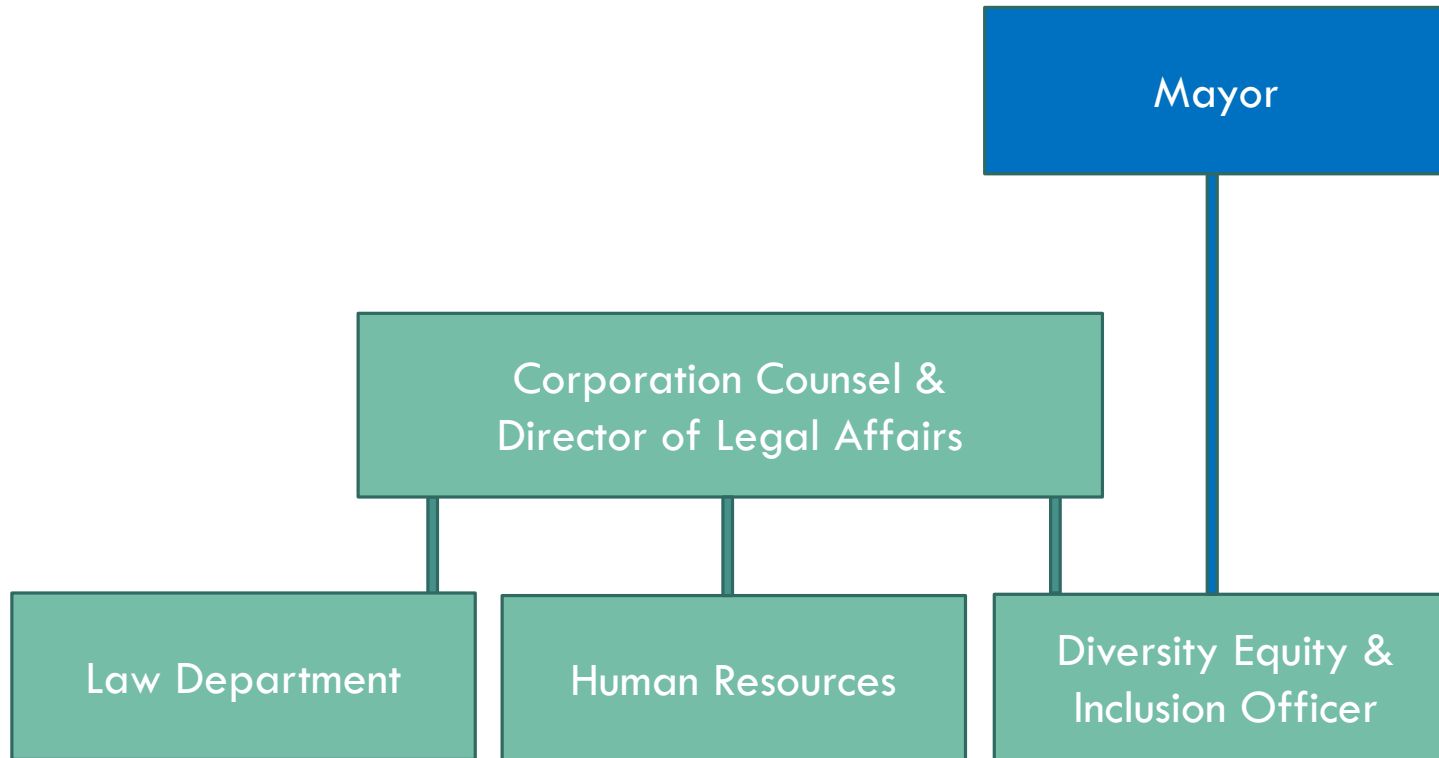 Mayor
Corporation Counsel &
Director of Legal Affairs
Law Department
Human Resources
Diversity Equity &
Inclusion Officer